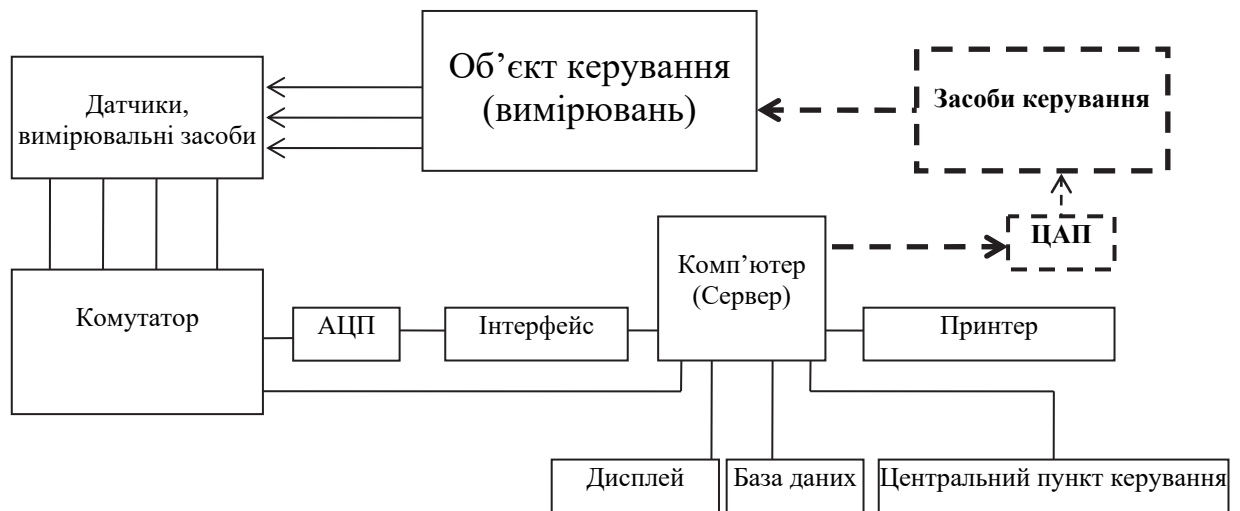 Об’єкт керування
(вимірювань)
Датчики,
вимірювальні засоби
Засоби керування
ЦАП
Комп’ютер
(Сервер)
Комутатор
АЦП
Інтерфейс
Принтер
Дисплей
База даних
Центральний пункт керування